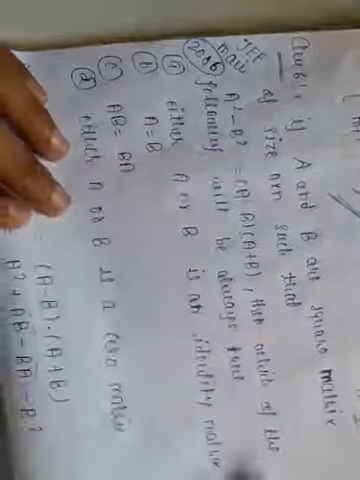 Ques: if A and B are square matrix
of size n×n such that
A² - B² = (A-B)(A+B), then which of the
following will be always true
JEE
main
2006
(a) either A or B is an identity matrix
(b) A = B
(c) AB = BA
(d) either A or B is a zero matrix
= (A-B)·(A+B)
A² + AB - BA - B²